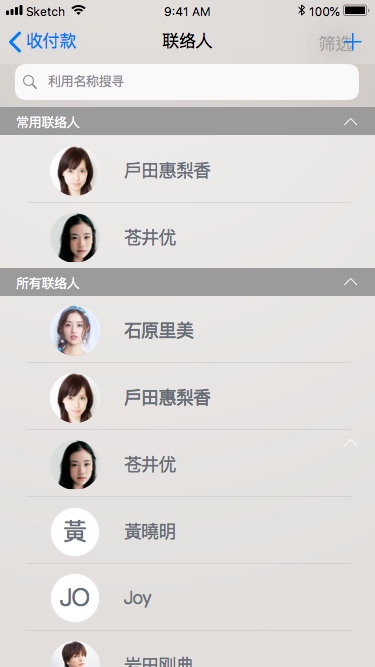 Sketch 9:41 AM 100%
收付款 联络人 筛选
利用名称搜寻
常用联络人
戶田惠梨香
苍井优
所有联络人
石原里美
戶田惠梨香
苍井优
黃 黃曉明
JO Joy
岩田剛典